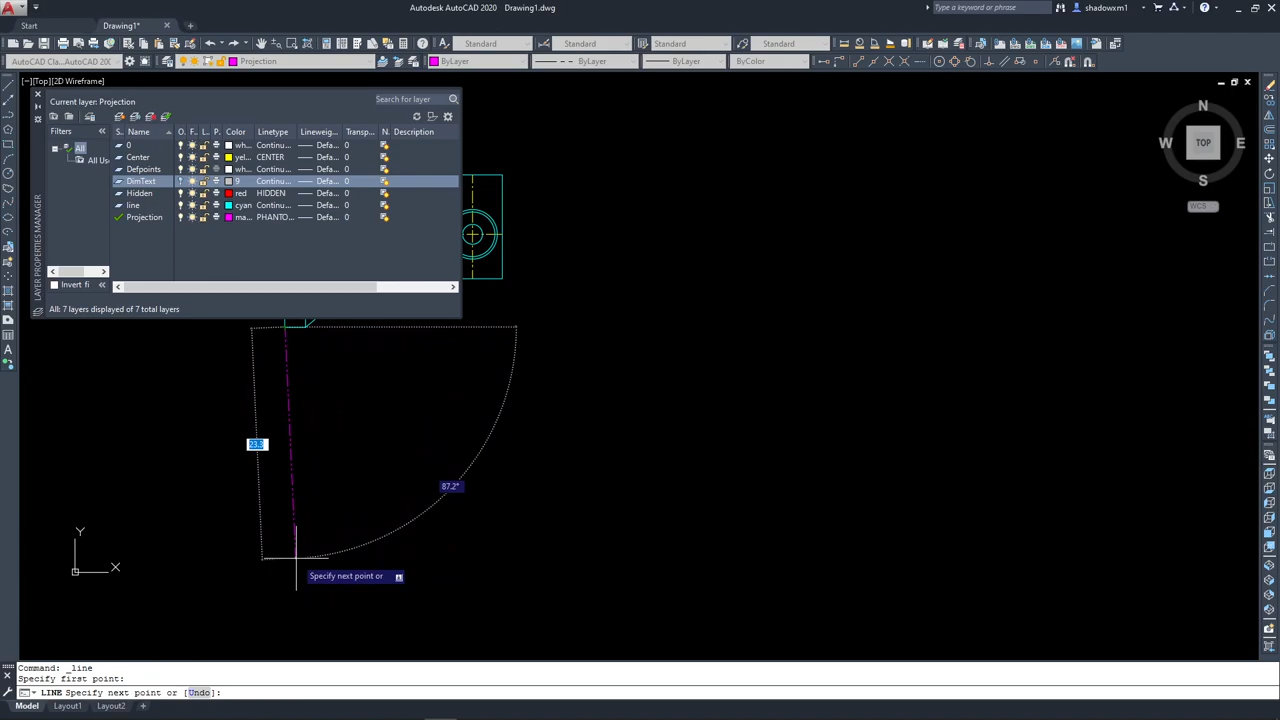 Autodesk AutoCAD 2020 Drawing1.dwg
Type a keyword or phrase
shadowxm1
Start
Drawing1*
Standard
Standard
Standard
Standard
AutoCAD Cla...AutoCAD 200
Projection
ByLayer
ByLayer
ByLayer
ByColor
[−][Top][2D Wireframe]
Current layer: Projection
Search for layer
Filters
S.. Name O. F. L.. P. Color Linetype Lineweig... Transp... N. Description
All
All Use
0 wh... Continu... Defa... 0
Center yel... CENTER Defa... 0
Defpoints wh... Continu... Defa... 0
DimText 9 Continu... Defa... 0
Hidden red HIDDEN Defa... 0
line cyan Continu... Defa... 0
Projection ma... PHANTO... Defa... 0
Invert fi
All: 7 layers displayed of 7 total layers
LAYER PROPERTIES MANAGER
N
W TOP E
S
WCS
87.2°
Specify next point or
Y
X
Command: _line
Specify first point:
LINE Specify next point or [Undo]:
Model Layout1 Layout2 +